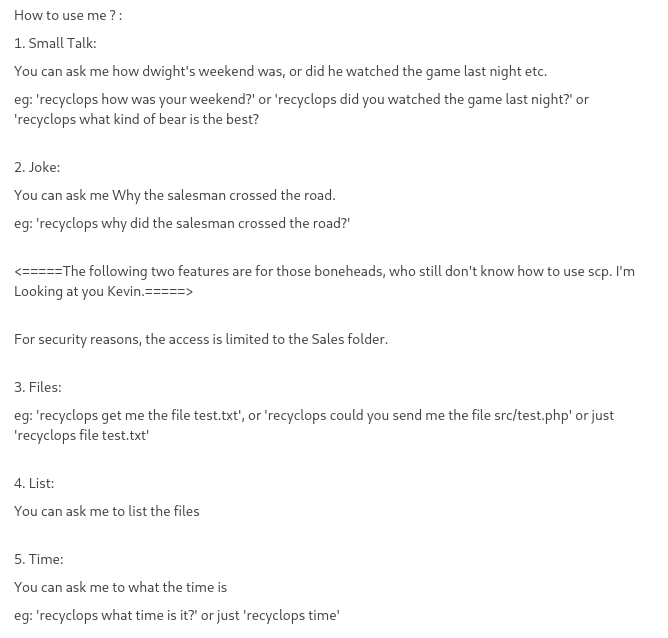 How to use me ? :
1. Small Talk:
You can ask me how dwight's weekend was, or did he watched the game last night etc.
eg: 'recyclops how was your weekend?' or 'recyclops did you watched the game last night?' or
'recyclops what kind of bear is the best?
2. Joke:
You can ask me Why the salesman crossed the road.
eg: 'recyclops why did the salesman crossed the road?'
<=====The following two features are for those boneheads, who still don't know how to use scp. I'm
Looking at you Kevin.=====>
For security reasons, the access is limited to the Sales folder.
3. Files:
eg: 'recyclops get me the file test.txt', or 'recyclops could you send me the file src/test.php' or just
'recyclops file test.txt'
4. List:
You can ask me to list the files
5. Time:
You can ask me to what the time is
eg: 'recyclops what time is it?' or just 'recyclops time'